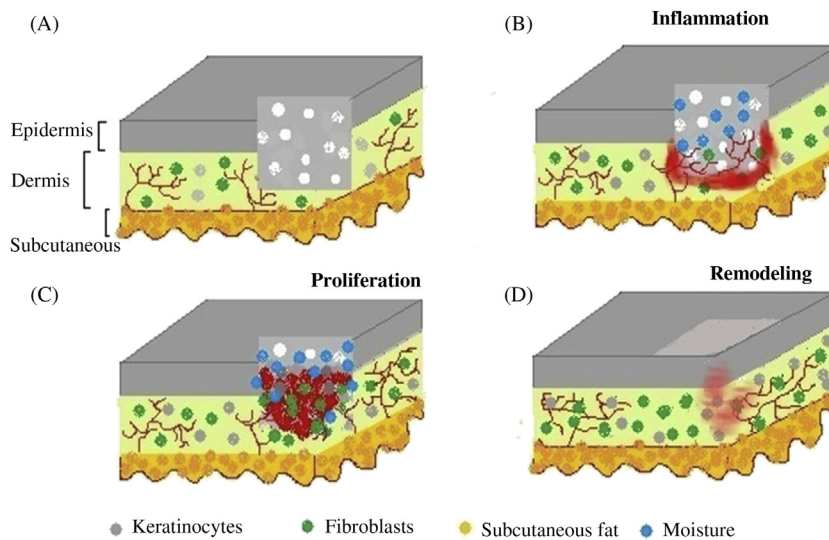 (A)
(B)
Inflammation
Epidermis
Dermis
Subcutaneous
(C)
Proliferation
(D)
Remodeling
Keratinocytes
Fibroblasts
Subcutaneous fat
Moisture